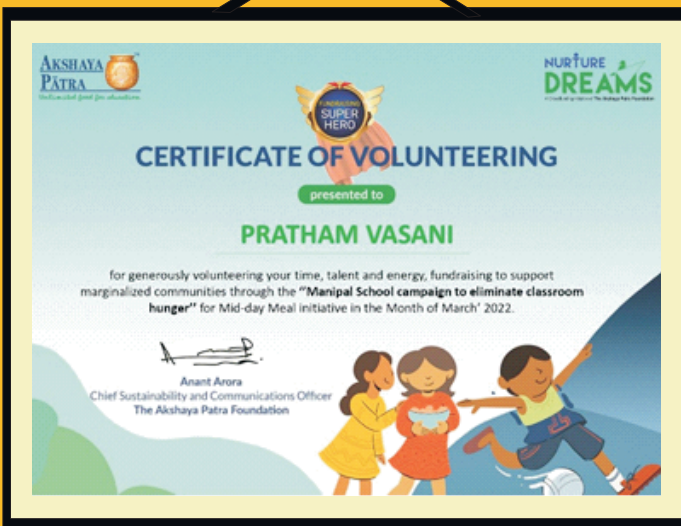 AKSHAYA
PĀTRA
Unlimited food for education
NURTURE
DREAMS
FUNDRAISING
SUPER
HERO
CERTIFICATE OF VOLUNTEERING
presented to
PRATHAM VASANI
for generously volunteering your time, talent and energy, fundraising to support
marginalized communities through the "Manipal School campaign to eliminate classroom
hunger" for Mid-day Meal initiative in the Month of March' 2022.
Anant Arora
Chief Sustainability and Communications Officer
The Akshaya Patra Foundation